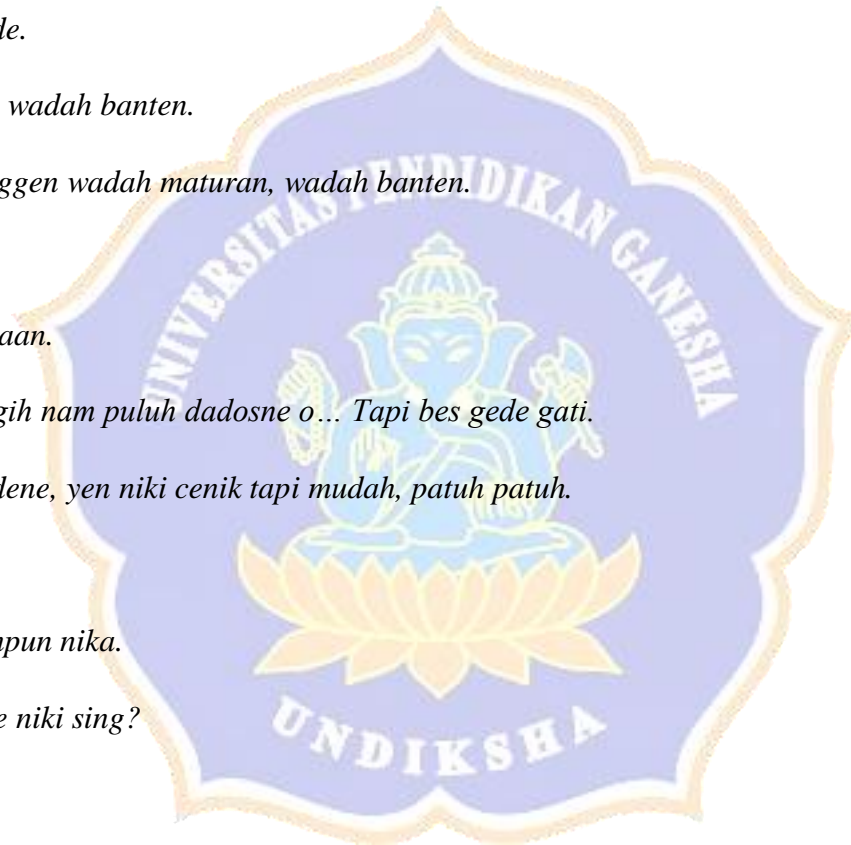 de.
wadah banten.
ggen wadah maturan, wadah banten.
UNIVERSITAS PENDIDIKAN GANESHA
aan.
gih nam puluh dadosne o… Tapi bes gede gati.
dene, yen niki cenik tapi mudah, patuh patuh.
npun nika.
e niki sing?
UNDIKSHA